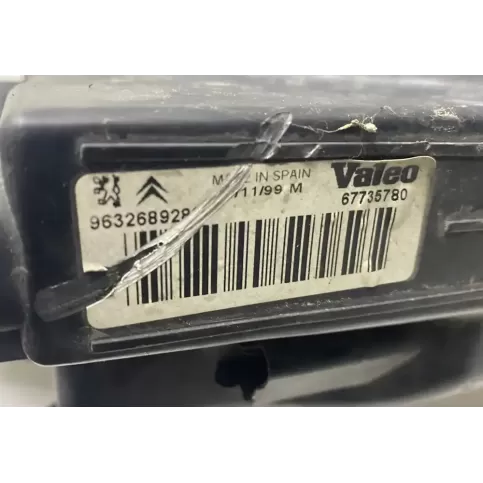 MADE IN SPAIN
Valeo
11/99 M
67735780
963268928